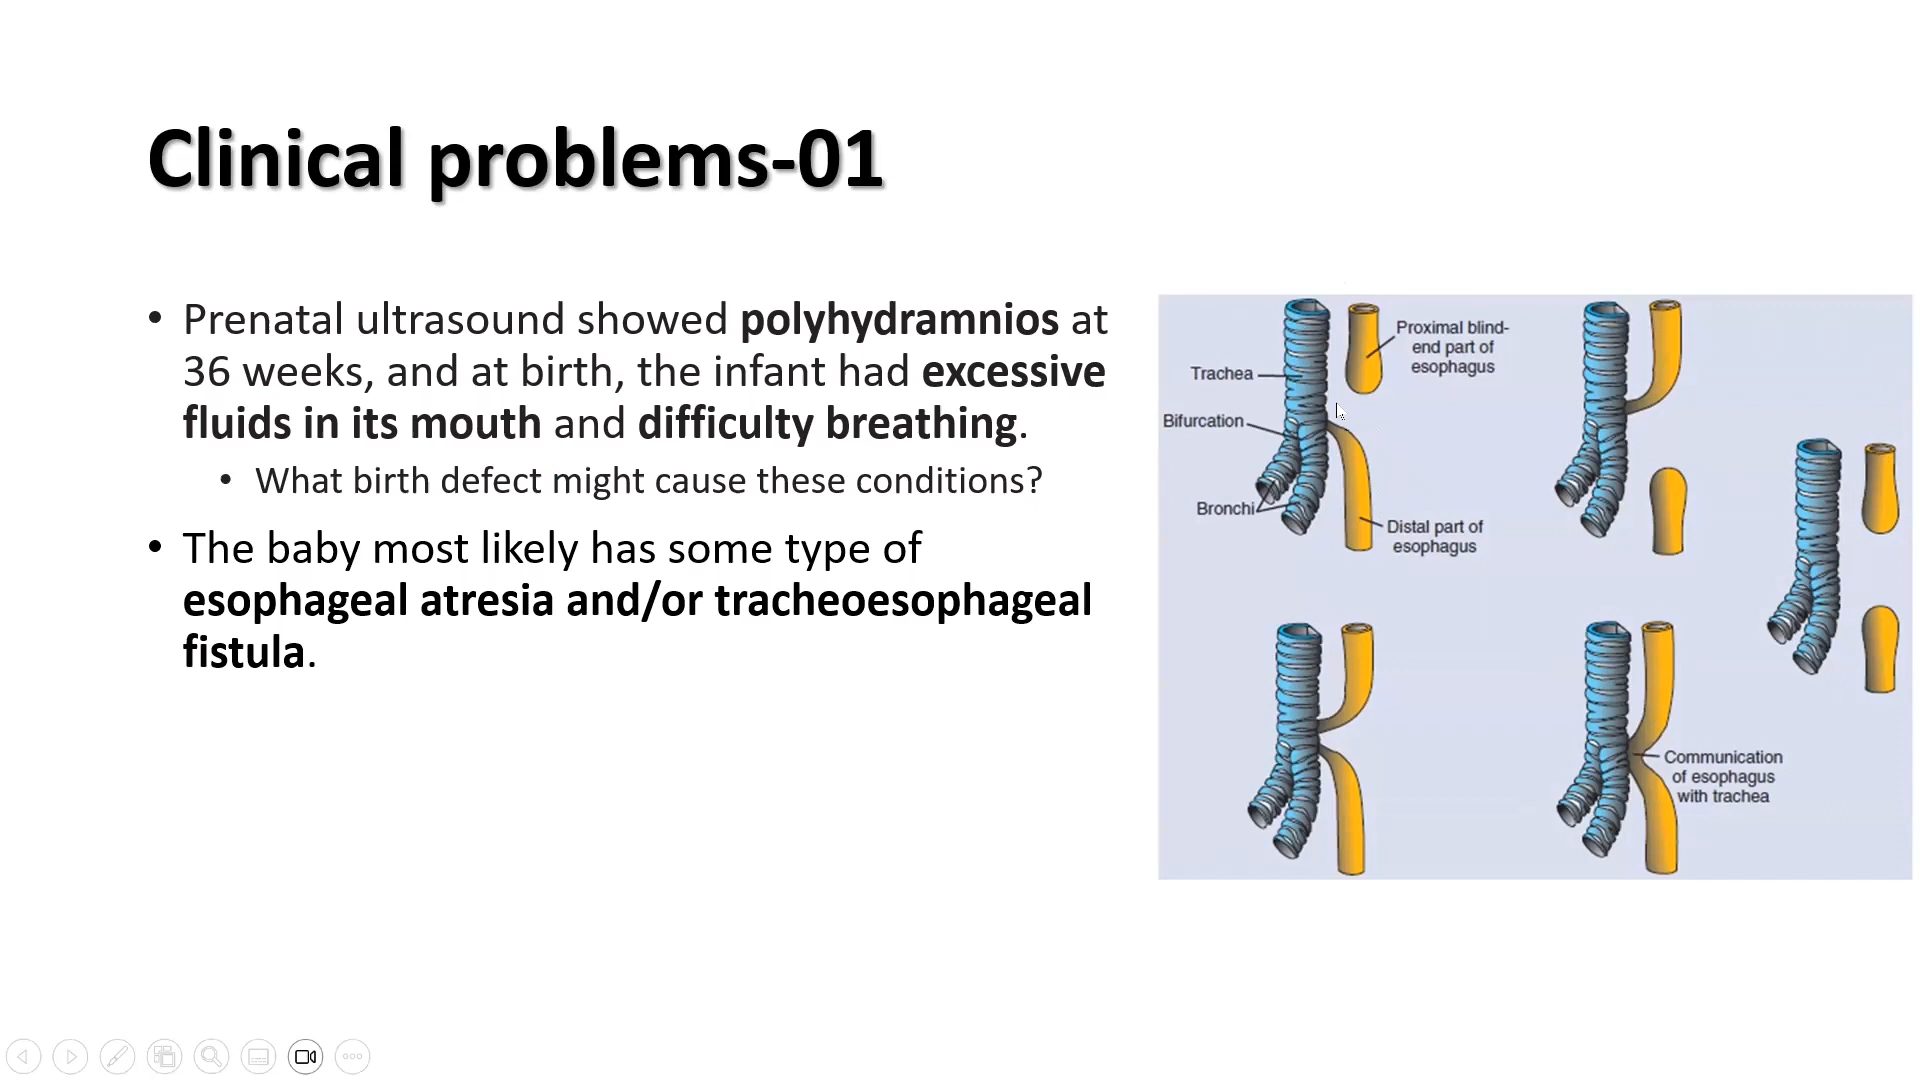 Clinical problems-01
• Prenatal ultrasound showed polyhydramnios at
36 weeks, and at birth, the infant had excessive
fluids in its mouth and difficulty breathing.
• What birth defect might cause these conditions?
• The baby most likely has some type of
esophageal atresia and/or tracheoesophageal
fistula.
Proximal blind-
end part of
esophagus
Trachea
Bifurcation
Bronchi
Distal part of
esophagus
Communication
of esophagus
with trachea